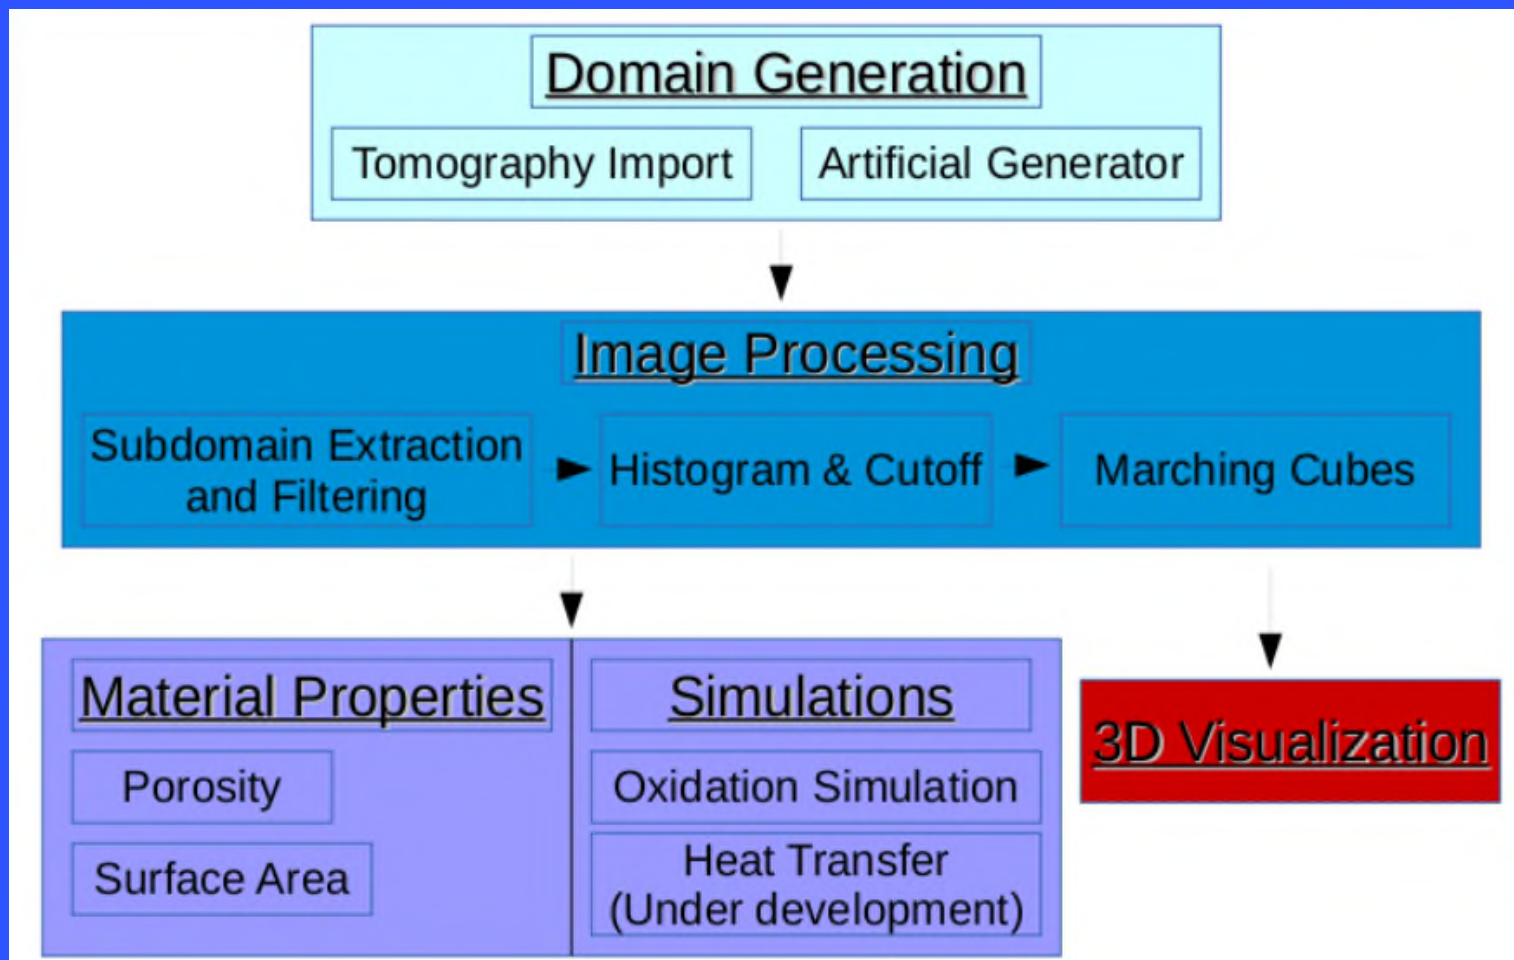 Domain Generation
Tomography Import
Artificial Generator
Image Processing
Subdomain Extraction
and Filtering
Histogram & Cutoff
Marching Cubes
Material Properties
Porosity
Surface Area
Simulations
Oxidation Simulation
Heat Transfer
(Under development)
3D Visualization